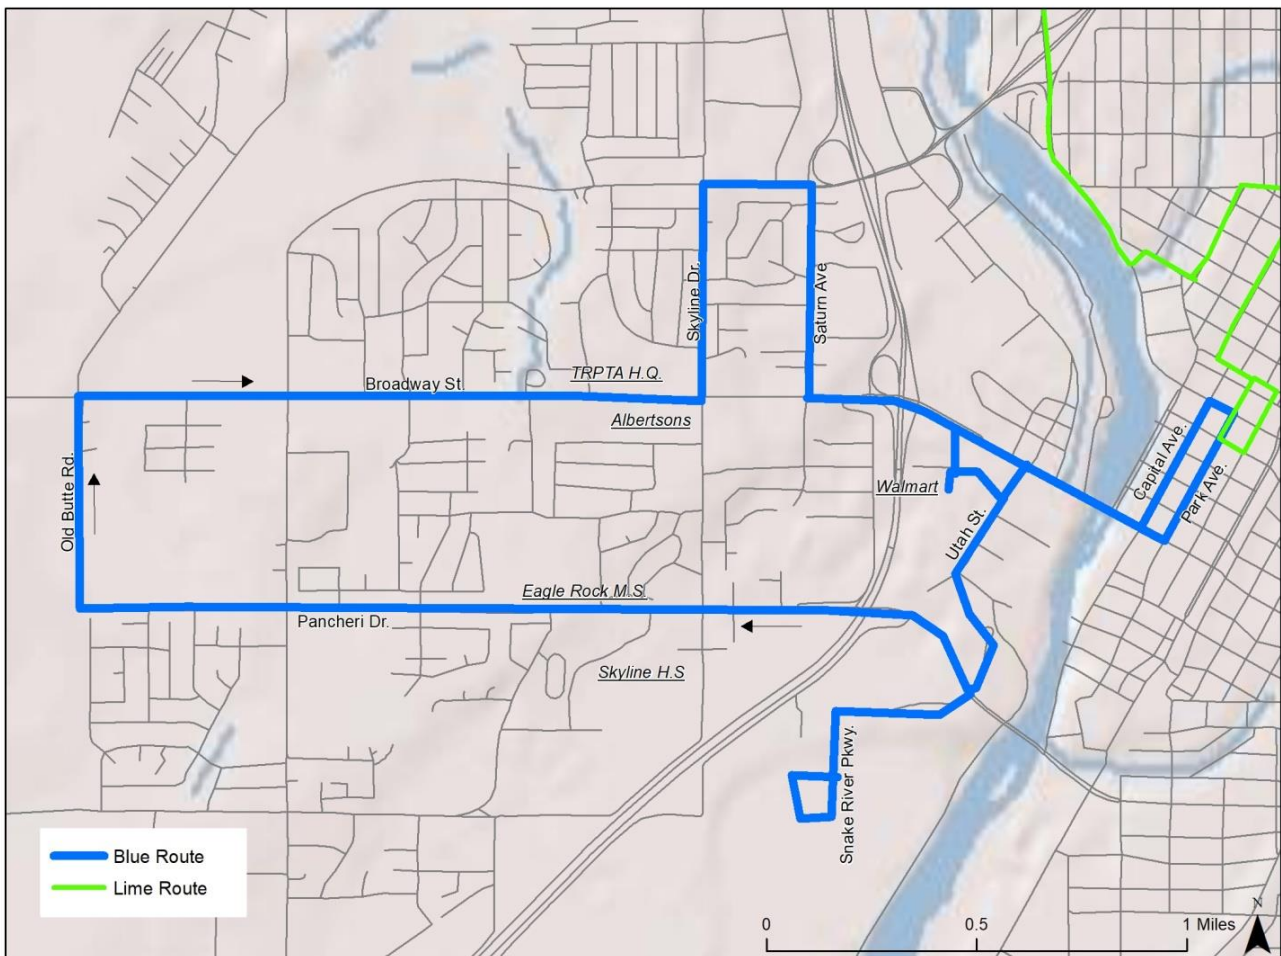 Skyline Dr.
Saturn Ave
TRPTA H.Q.
Broadway St.
Albertsons
Capital Ave.
Park Ave.
Walmart
Old Butte Rd.
Utah St.
Eagle Rock M.S.
Pancheri Dr.
Skyline H.S
Snake River Pkwy.
Blue Route
Lime Route
N
0 0.5 1 Miles